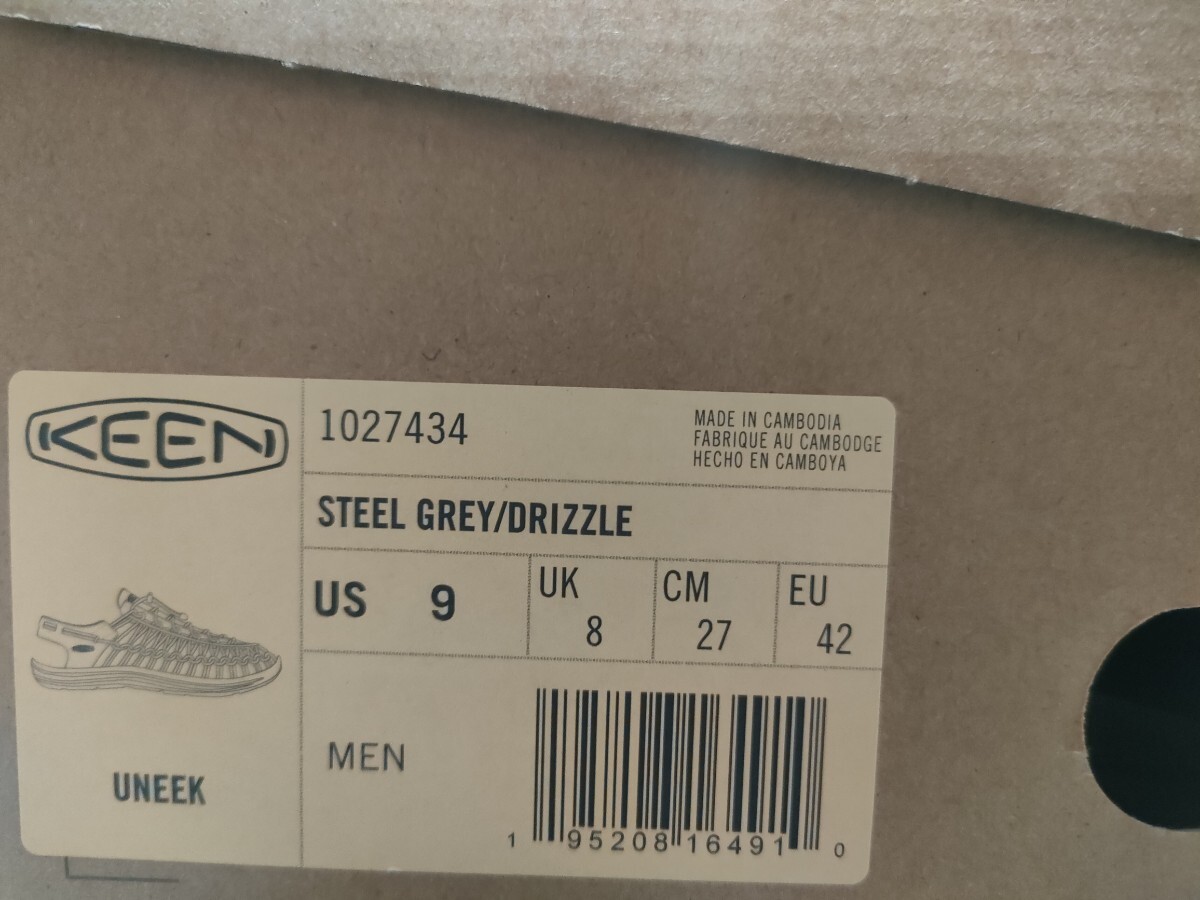 KEEN
1027434
MADE IN CAMBODIA
FABRIQUE AU CAMBODGE
HECHO EN CAMBOYA
STEEL GREY/DRIZZLE
US 9
UK 8
CM 27
EU 42
UNEEK
MEN
1 95208 16491 0